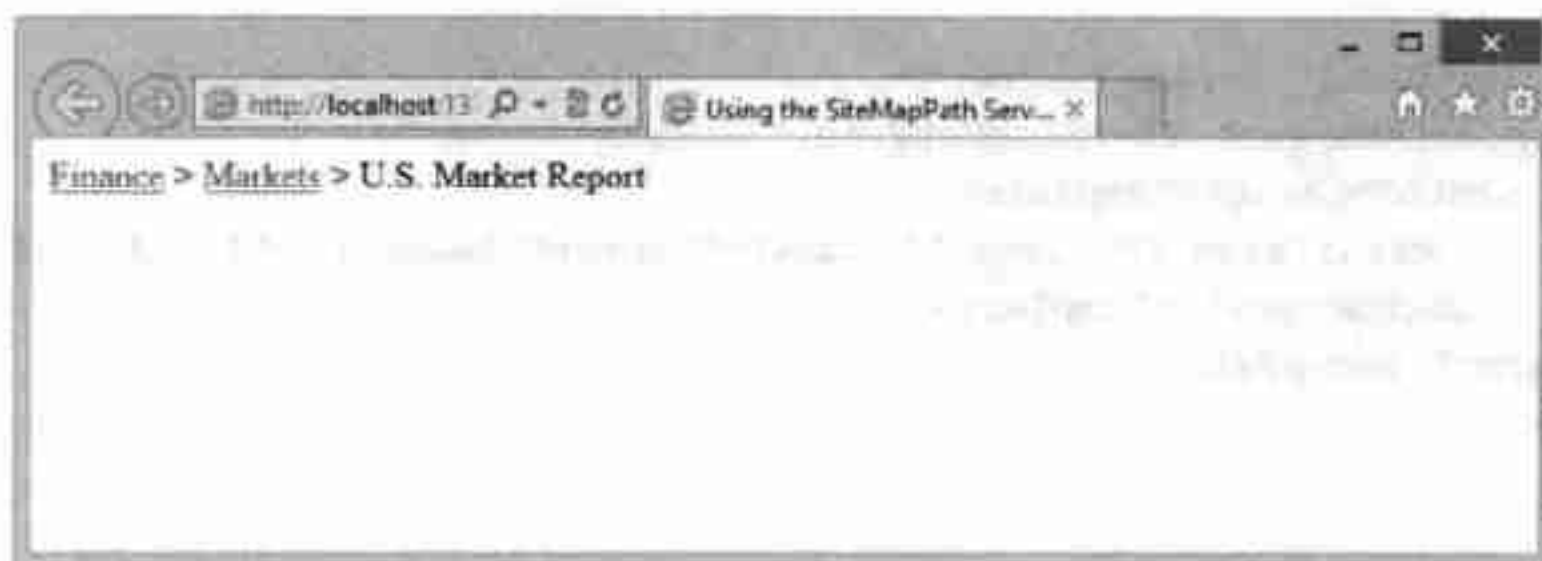 http://localhost:13
Using the SiteMapPath Serv...
Finance > Markets > U.S. Market Report